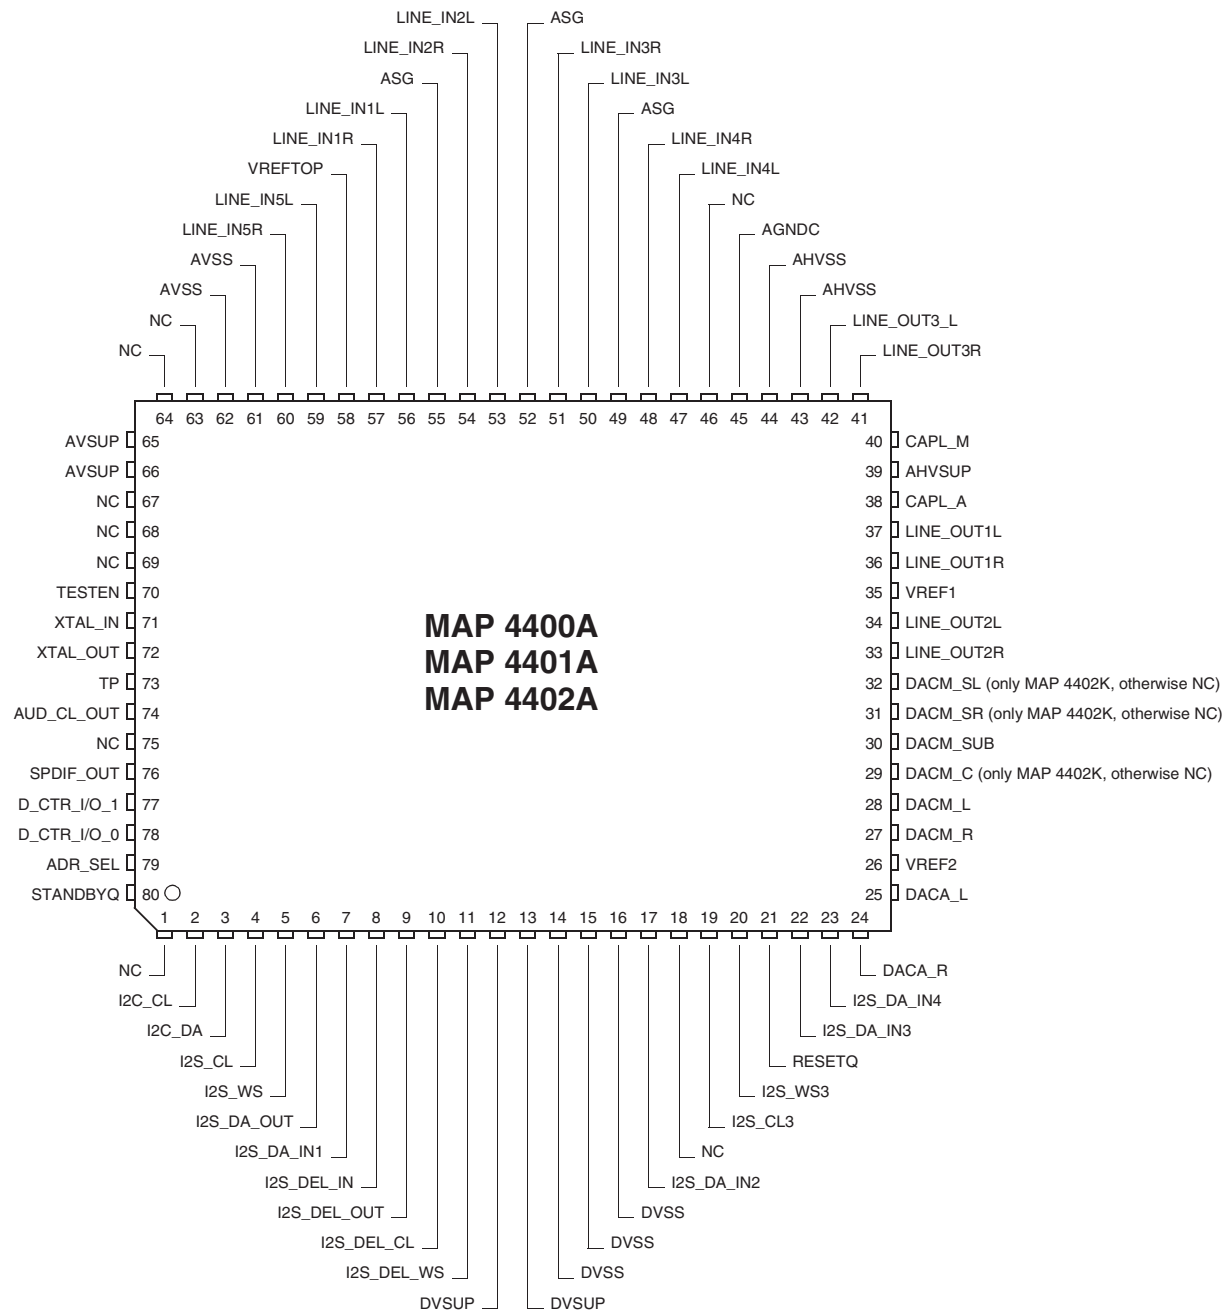 LINE_IN2L ASG
LINE_IN2R LINE_IN3R
ASG LINE_IN3L
LINE_IN1L ASG
LINE_IN1R LINE_IN4R
VREFTOP LINE_IN4L
LINE_IN5L NC
LINE_IN5R AGNDC
AVSS AHVSS
AVSS AHVSS
NC LINE_OUT3_L
NC LINE_OUT3R
64 63 62 61 60 59 58 57 56 55 54 53 52 51 50 49 48 47 46 45 44 43 42 41
AVSUP 65 40 CAPL_M
AVSUP 66 39 AHVSUP
NC 67 38 CAPL_A
NC 68 37 LINE_OUT1L
NC 69 36 LINE_OUT1R
TESTEN 70 35 VREF1
XTAL_IN 71 34 LINE_OUT2L
XTAL_OUT 72 33 LINE_OUT2R
TP 73 32 DACM_SL (only MAP 4402K, otherwise NC)
AUD_CL_OUT 74 31 DACM_SR (only MAP 4402K, otherwise NC)
NC 75 30 DACM_SUB
SPDIF_OUT 76 29 DACM_C (only MAP 4402K, otherwise NC)
D_CTR_I/O_1 77 28 DACM_L
D_CTR_I/O_0 78 27 DACM_R
ADR_SEL 79 26 VREF2
STANDBYQ 80 25 DACA_L
MAP 4400A
MAP 4401A
MAP 4402A
1 2 3 4 5 6 7 8 9 10 11 12 13 14 15 16 17 18 19 20 21 22 23 24
NC DACA_R
I2C_CL I2S_DA_IN4
I2C_DA I2S_DA_IN3
I2S_CL RESETQ
I2S_WS I2S_WS3
I2S_DA_OUT I2S_CL3
I2S_DA_IN1 NC
I2S_DEL_IN I2S_DA_IN2
I2S_DEL_OUT DVSS
I2S_DEL_CL DVSS
I2S_DEL_WS DVSS
DVSUP DVSUP